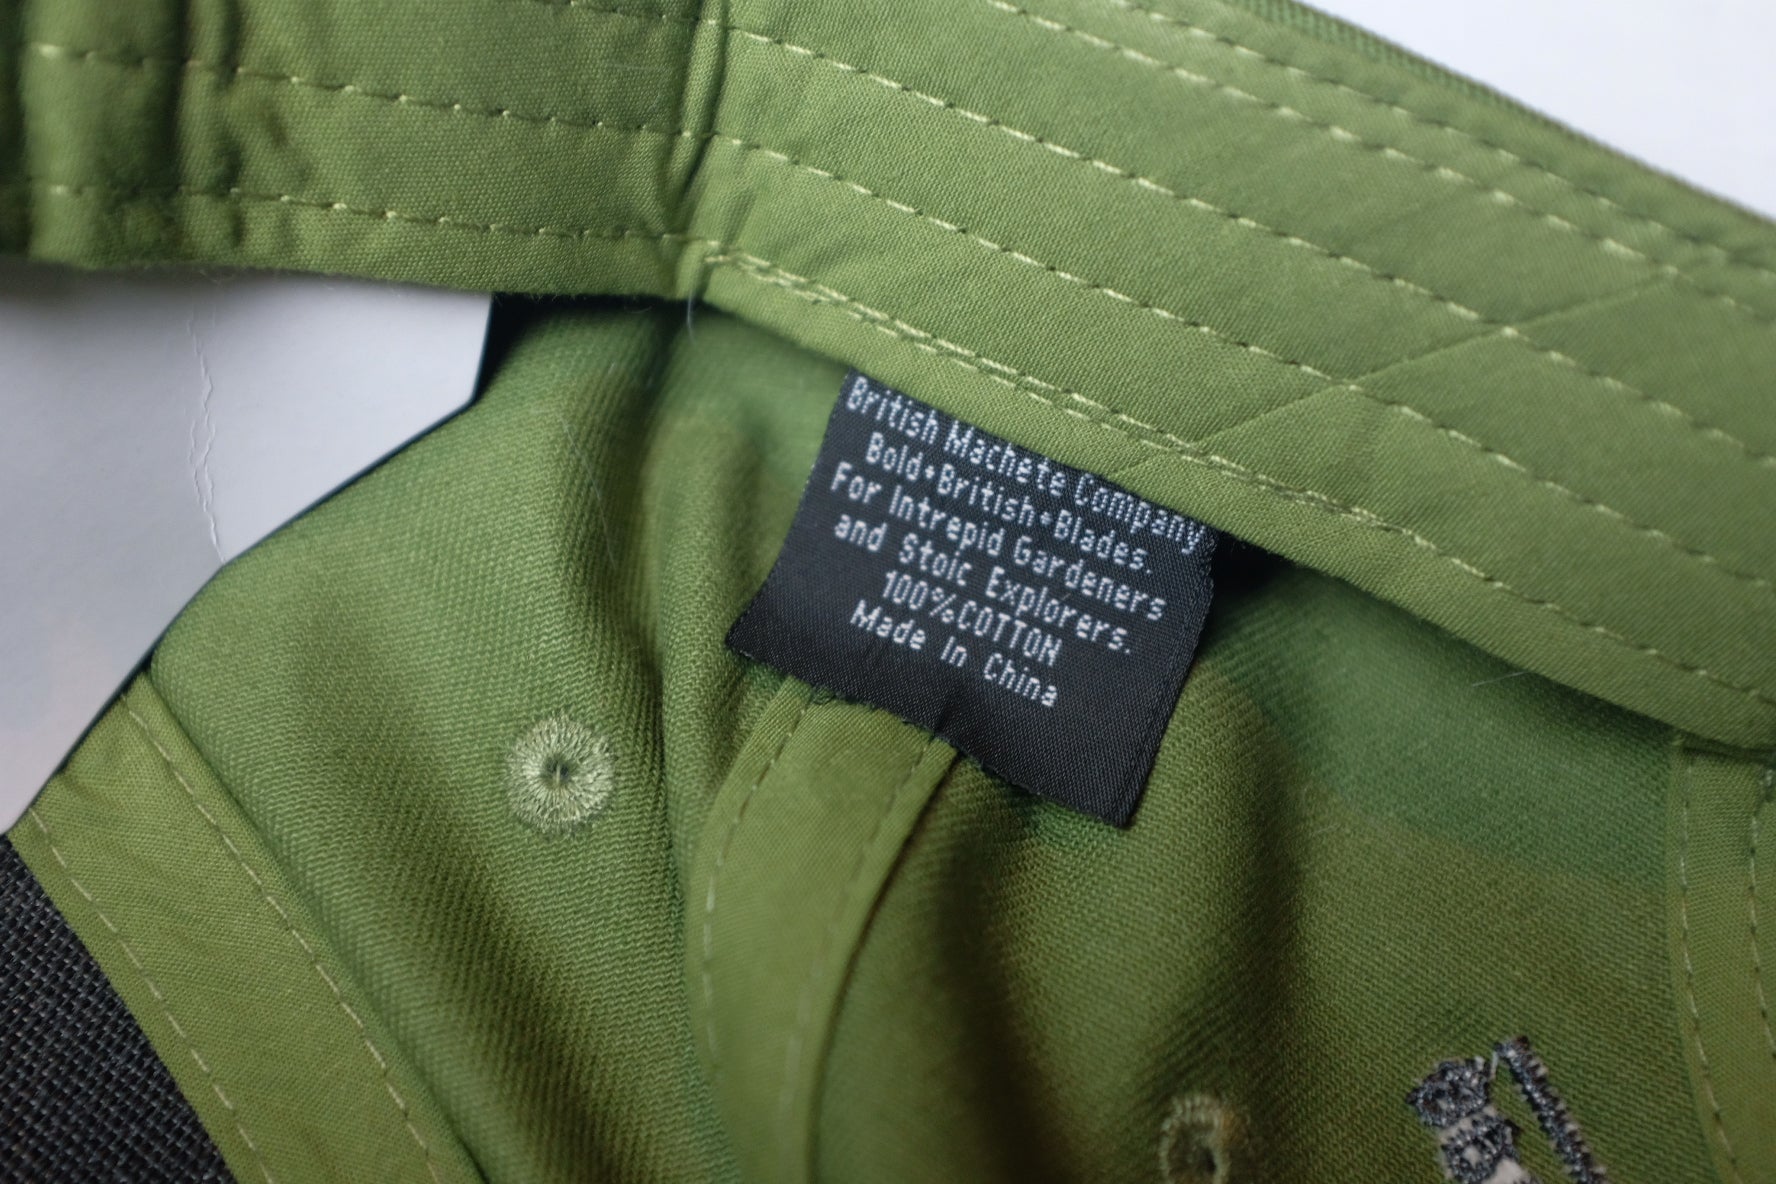 British Machete Company
Bold•British•Blades.
For Intrepid Gardeners
and Stoic Explorers.
100%COTTON
Made In China